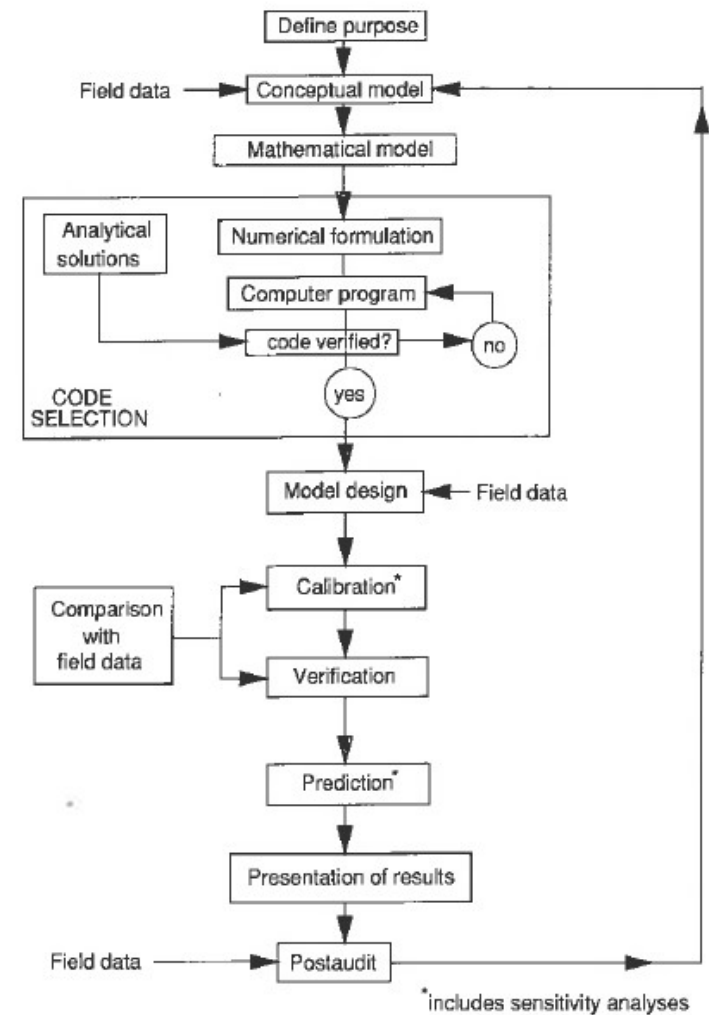 Define purpose
Field data
Conceptual model
Mathematical model
Analytical
solutions
Numerical formulation
Computer program
code verified?
no
yes
CODE
SELECTION
Model design
Field data
Calibration*
Comparison
with
field data
Verification
Prediction*
Presentation of results
Field data
Postaudit
*includes sensitivity analyses